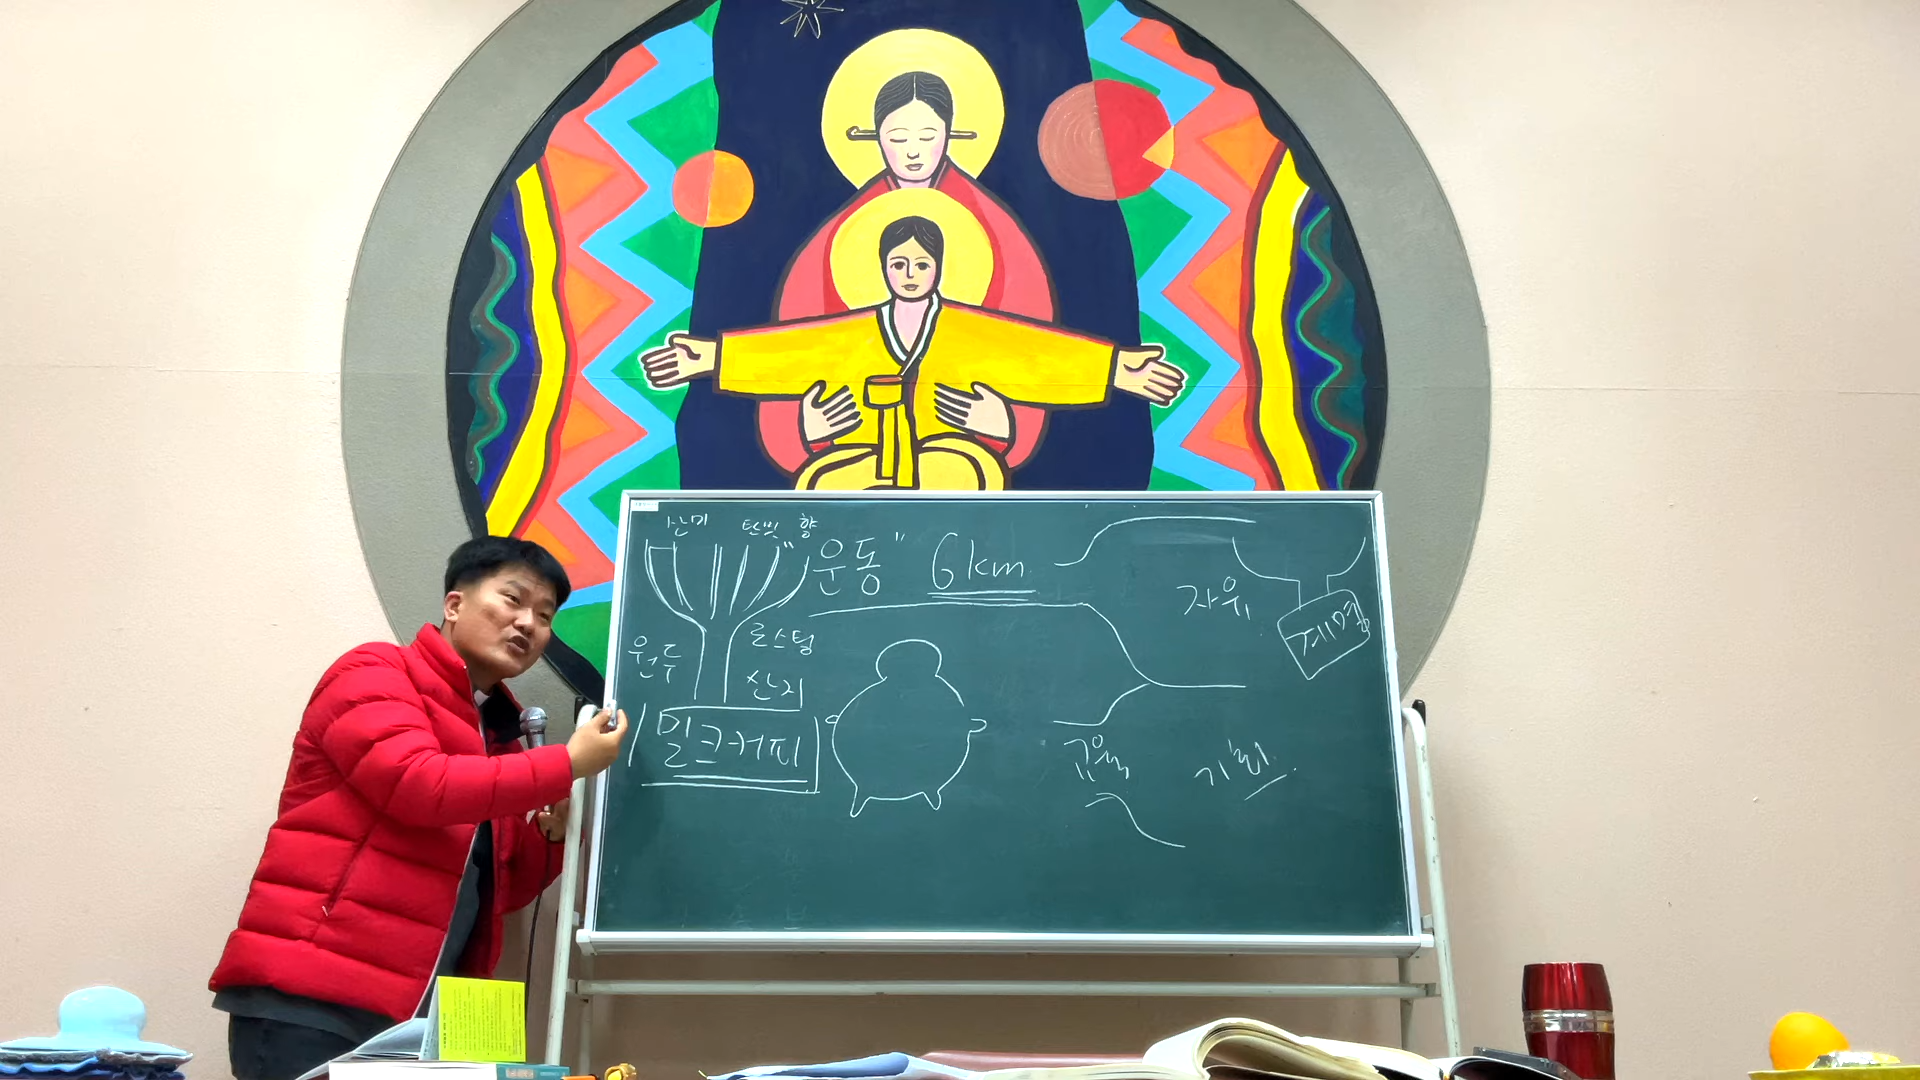 산미 탄맛 향
"운동" 6km
자유
제연
원두 로스팅
산지
밀크커피
교육 기회